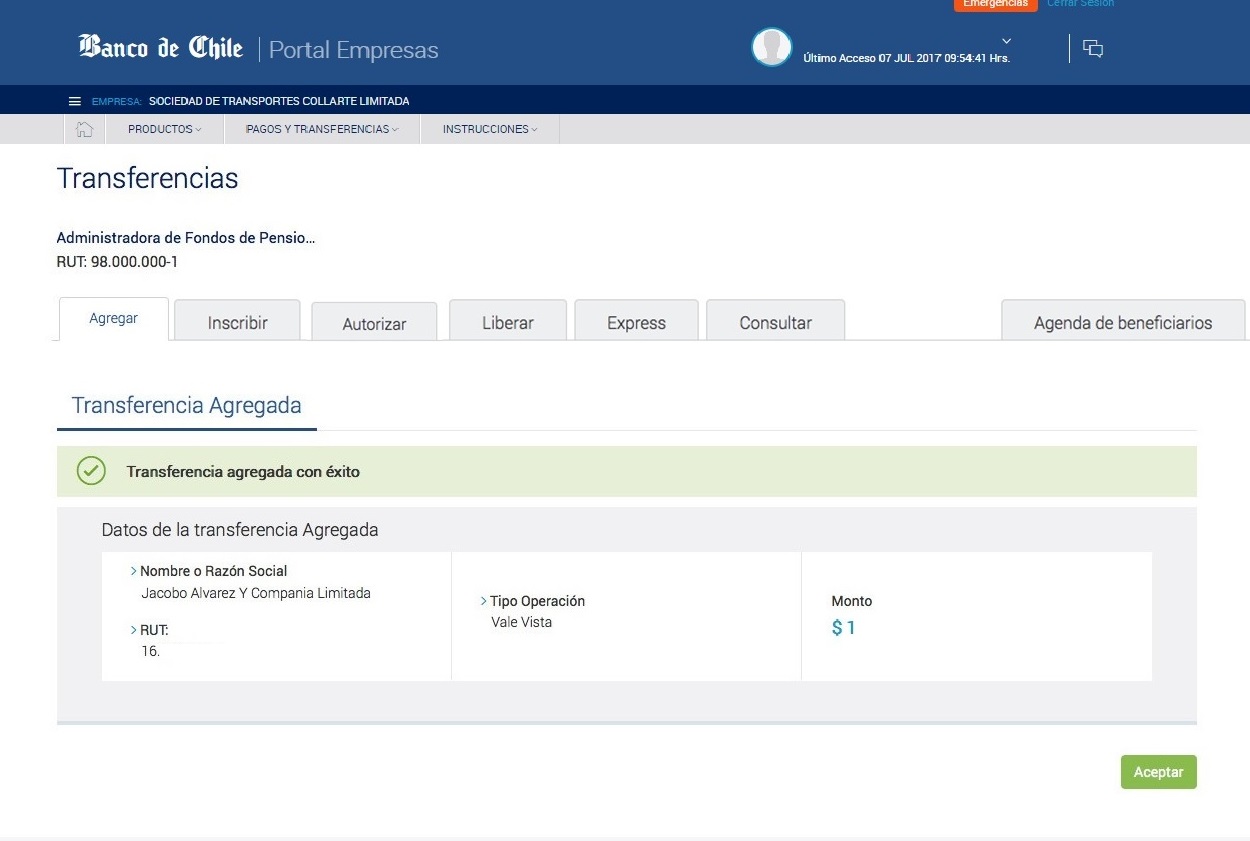 Emergencias Cerrar Sesión
Banco de Chile Portal Empresas
Último Acceso 07 JUL 2017 09:54:41 Hrs.
EMPRESA: SOCIEDAD DE TRANSPORTES COLLARTE LIMITADA
PRODUCTOS PAGOS Y TRANSFERENCIAS INSTRUCCIONES
Transferencias
Administradora de Fondos de Pensio...
RUT: 98.000.000-1
Agregar Inscribir Autorizar Liberar Express Consultar Agenda de beneficiarios
Transferencia Agregada
Transferencia agregada con éxito
Datos de la transferencia Agregada
Nombre o Razón Social
Jacobo Alvarez Y Compania Limitada
RUT:
16.
Tipo Operación
Vale Vista
Monto
$ 1
Aceptar